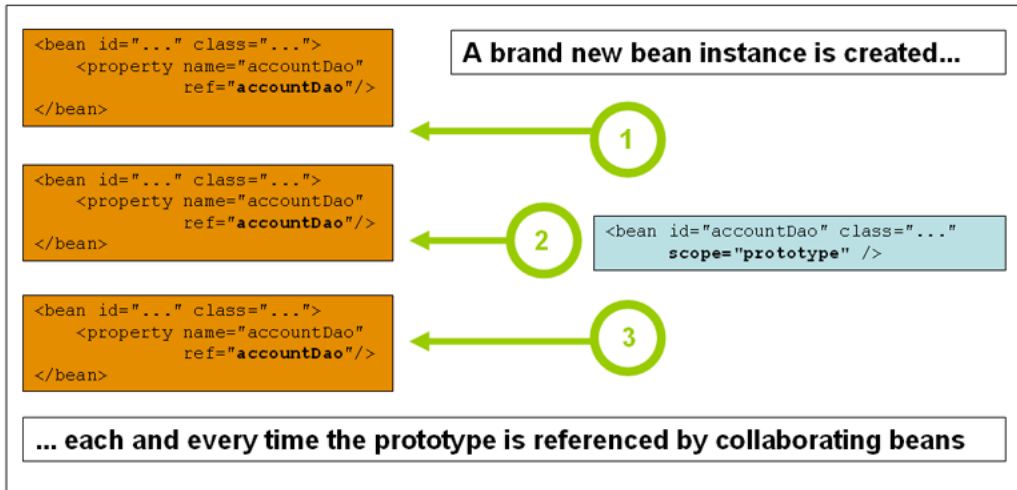 <bean id="..." class="...">
    <property name="accountDao"
              ref="accountDao"/>
</bean>
A brand new bean instance is created...
1
<bean id="..." class="...">
    <property name="accountDao"
              ref="accountDao"/>
</bean>
2
<bean id="accountDao" class="..."
      scope="prototype" />
<bean id="..." class="...">
    <property name="accountDao"
              ref="accountDao"/>
</bean>
3
... each and every time the prototype is referenced by collaborating beans